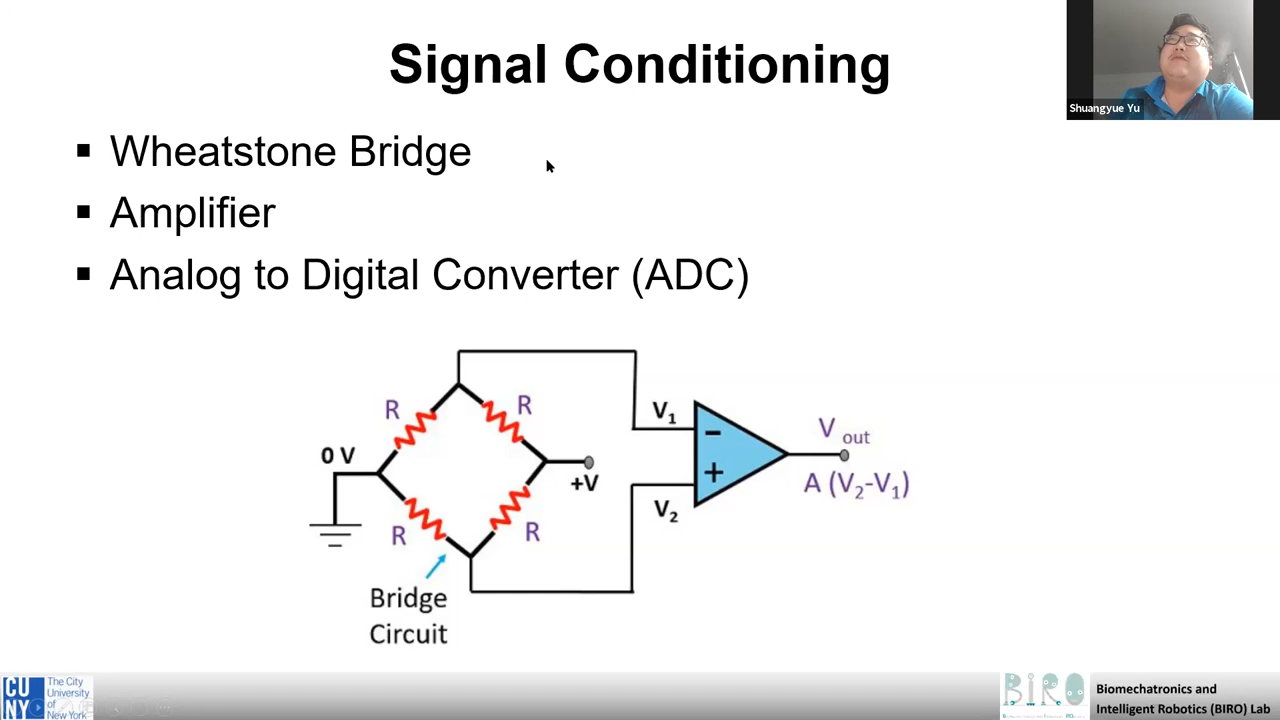 Signal Conditioning
Shuangyue Yu
▪ Wheatstone Bridge
▪ Amplifier
▪ Analog to Digital Converter (ADC)
R
R
0 V
+V
R
R
V1
−
+
V2
V out
A (V2-V1)
Bridge
Circuit
CU
NY
The City
University
of
New York
BIRO
Biomechatronics and
Intelligent Robotics (BIRO) Lab